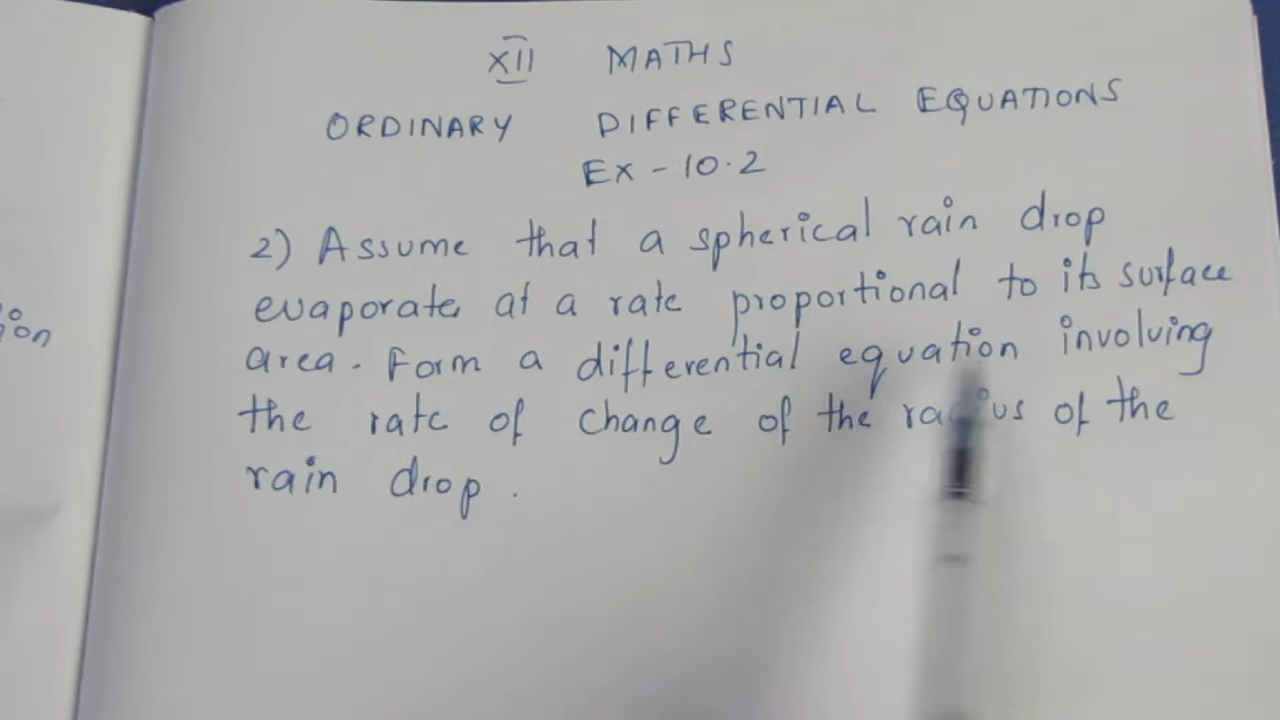 XII MATHS
ORDINARY DIFFERENTIAL EQUATIONS
EX - 10.2
2) Assume that a spherical rain drop
evaporate at a rate proportional to its surface
area. Form a differential equation involving
the rate of change of the radius of the
rain drop.